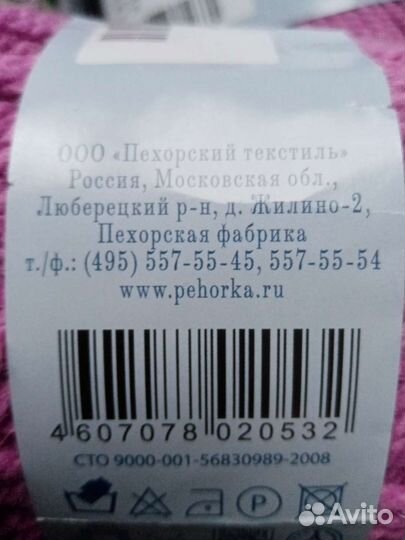 ООО «Пехорский текстиль»
Россия, Московская обл.,
Люберецкий р-н, д. Жилино-2,
Пехорская фабрика
т./ф.: (495) 557-55-45, 557-55-54
www.pehorka.ru
4 607078 020532
СТО 9000-001-56830989-2008
P
Avito